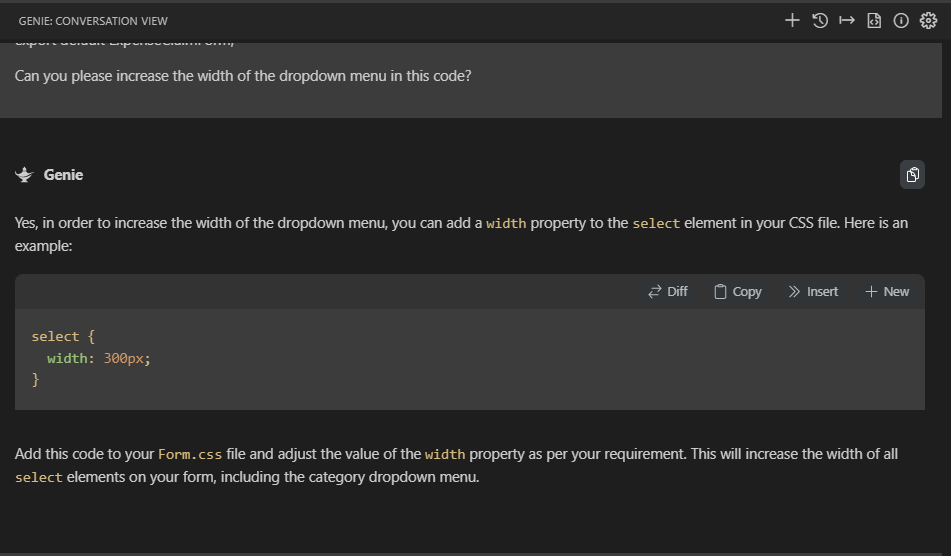 GENIE: CONVERSATION VIEW
export default ExpenseClaimForm;
Can you please increase the width of the dropdown menu in this code?
Genie
Yes, in order to increase the width of the dropdown menu, you can add a width property to the select element in your CSS file. Here is an
example:
Diff Copy Insert New
select {
  width: 300px;
}
Add this code to your Form.css file and adjust the value of the width property as per your requirement. This will increase the width of all
select elements on your form, including the category dropdown menu.